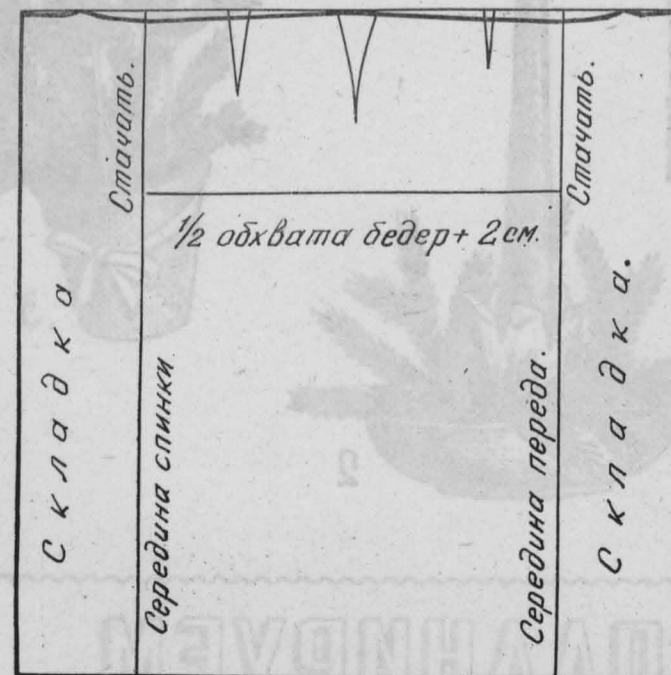 Стачать.
Складка
½ обхвата бедер + 2 см.
Середина спинки
Середина переда.
Стачать.
Складка.